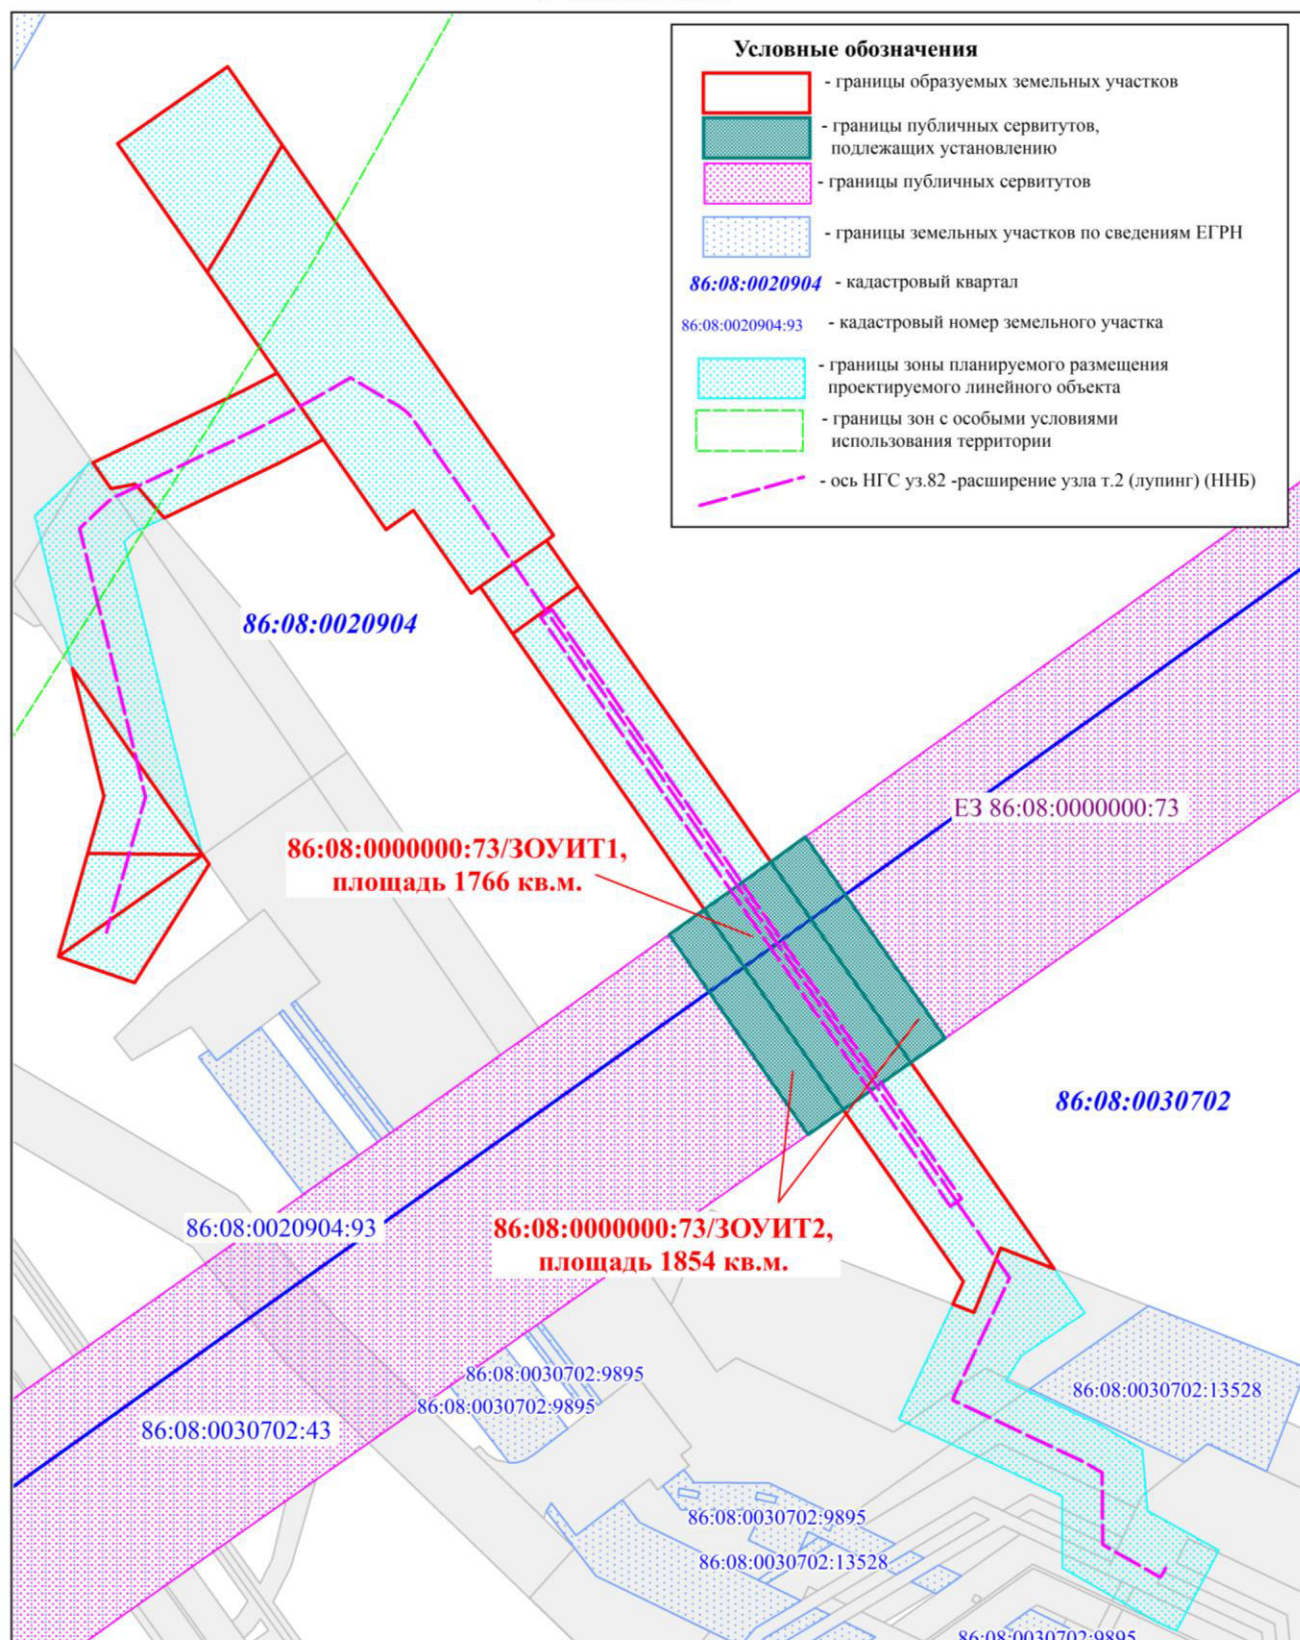 Условные обозначения
- границы образуемых земельных участков
- границы публичных сервитутов,
подлежащих установлению
- границы публичных сервитутов
- границы земельных участков по сведениям ЕГРН
86:08:0020904 - кадастровый квартал
86:08:0020904:93 - кадастровый номер земельного участка
- границы зоны планируемого размещения
проектируемого линейного объекта
- границы зон с особыми условиями
использования территории
- ось НГС уз.82 -расширение узла т.2 (лупинг) (ННБ)
86:08:0020904
ЕЗ 86:08:0000000:73
86:08:0000000:73/ЗОУИТ1,
площадь 1766 кв.м.
86:08:0030702
86:08:0020904:93
86:08:0000000:73/ЗОУИТ2,
площадь 1854 кв.м.
86:08:0030702:9895
86:08:0030702:13528
86:08:0030702:9895
86:08:0030702:43
86:08:0030702:9895
86:08:0030702:13528
86:08:0030702:9895